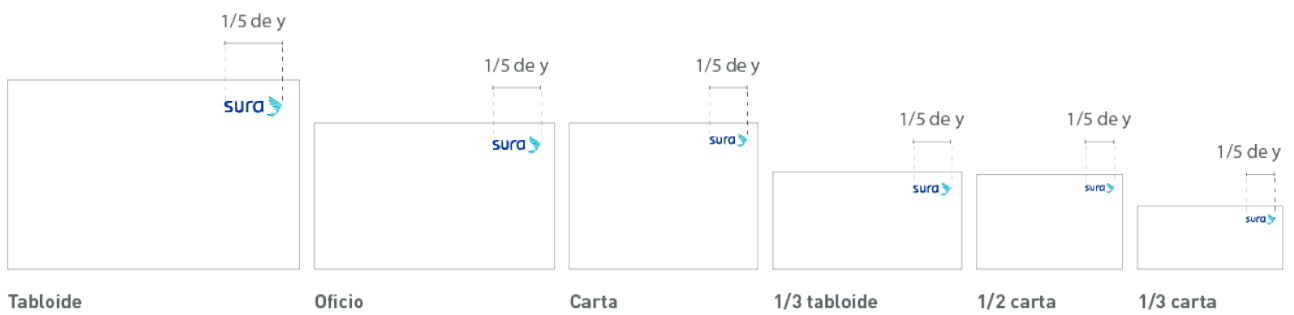 1/5 de y
1/5 de y
1/5 de y
1/5 de y
1/5 de y
1/5 de y
sura
sura
sura
sura
sura
sura
Tabloide
Oficio
Carta
1/3 tabloide
1/2 carta
1/3 carta